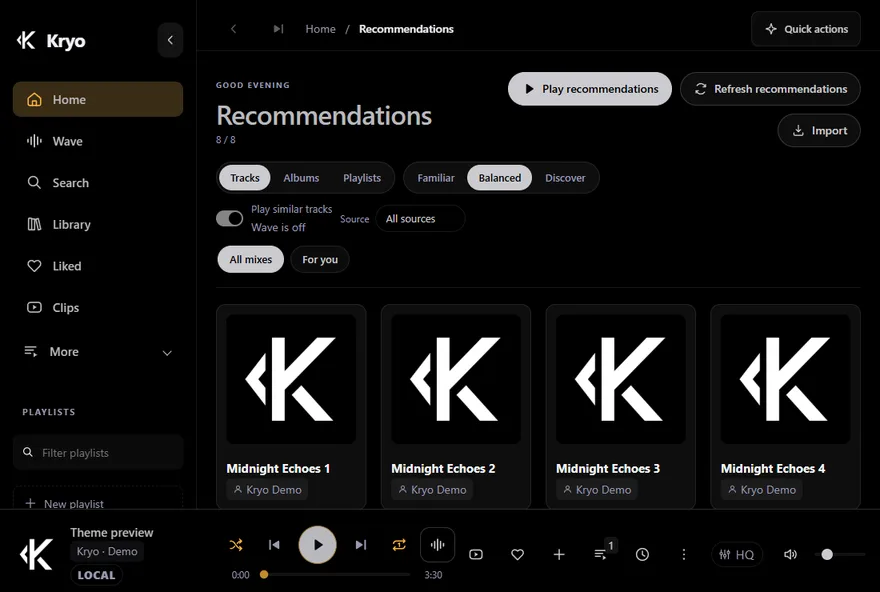 Kryo
Home / Recommendations
Quick actions
Home
Wave
Search
Library
Liked
Clips
More
PLAYLISTS
Filter playlists
New playlist
GOOD EVENING
Recommendations
8 / 8
Play recommendations
Refresh recommendations
Import
Tracks Albums Playlists
Familiar Balanced Discover
Play similar tracks
Wave is off
Source
All sources
All mixes
For you
Midnight Echoes 1
Kryo Demo
Midnight Echoes 2
Kryo Demo
Midnight Echoes 3
Kryo Demo
Midnight Echoes 4
Kryo Demo
Theme preview
Kryo · Demo
LOCAL
0:00
3:30
1
HQ